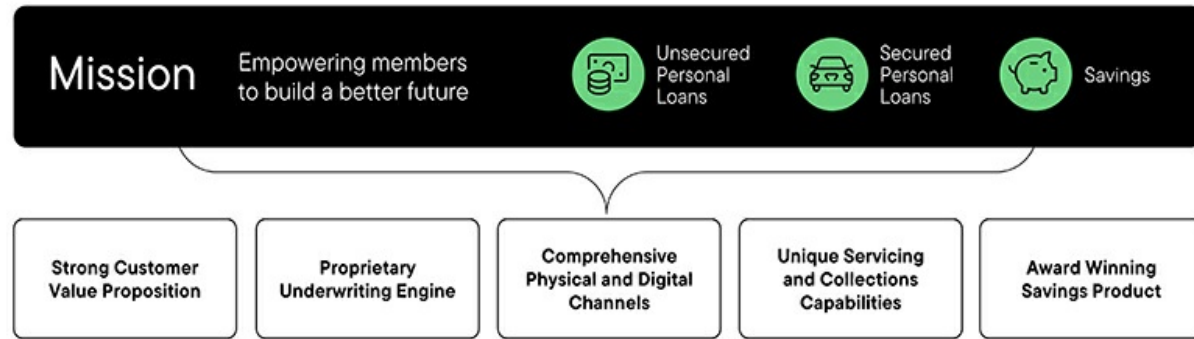 Mission
Empowering members
to build a better future
Unsecured
Personal
Loans
Secured
Personal
Loans
Savings
Strong Customer
Value Proposition
Proprietary
Underwriting Engine
Comprehensive
Physical and Digital
Channels
Unique Servicing
and Collections
Capabilities
Award Winning
Savings Product